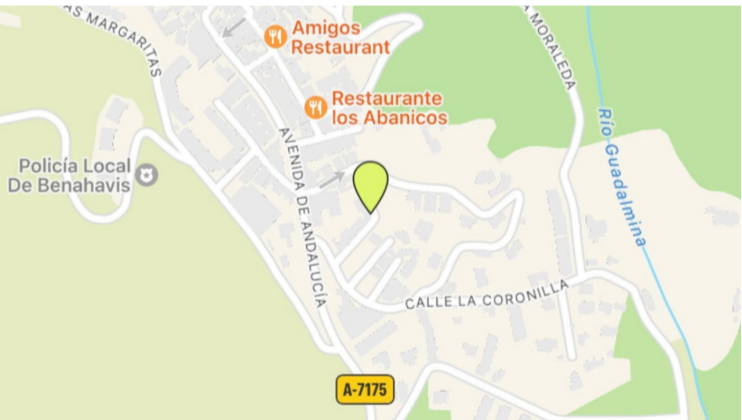 AS MARGARITAS
Amigos
Restaurant
A MORALEDA
Restaurante
los Abanicos
Río Guadalmina
AVENIDA DE ANDALUCÍA
Policía Local
De Benahavis
CALLE LA CORONILLA
A-7175